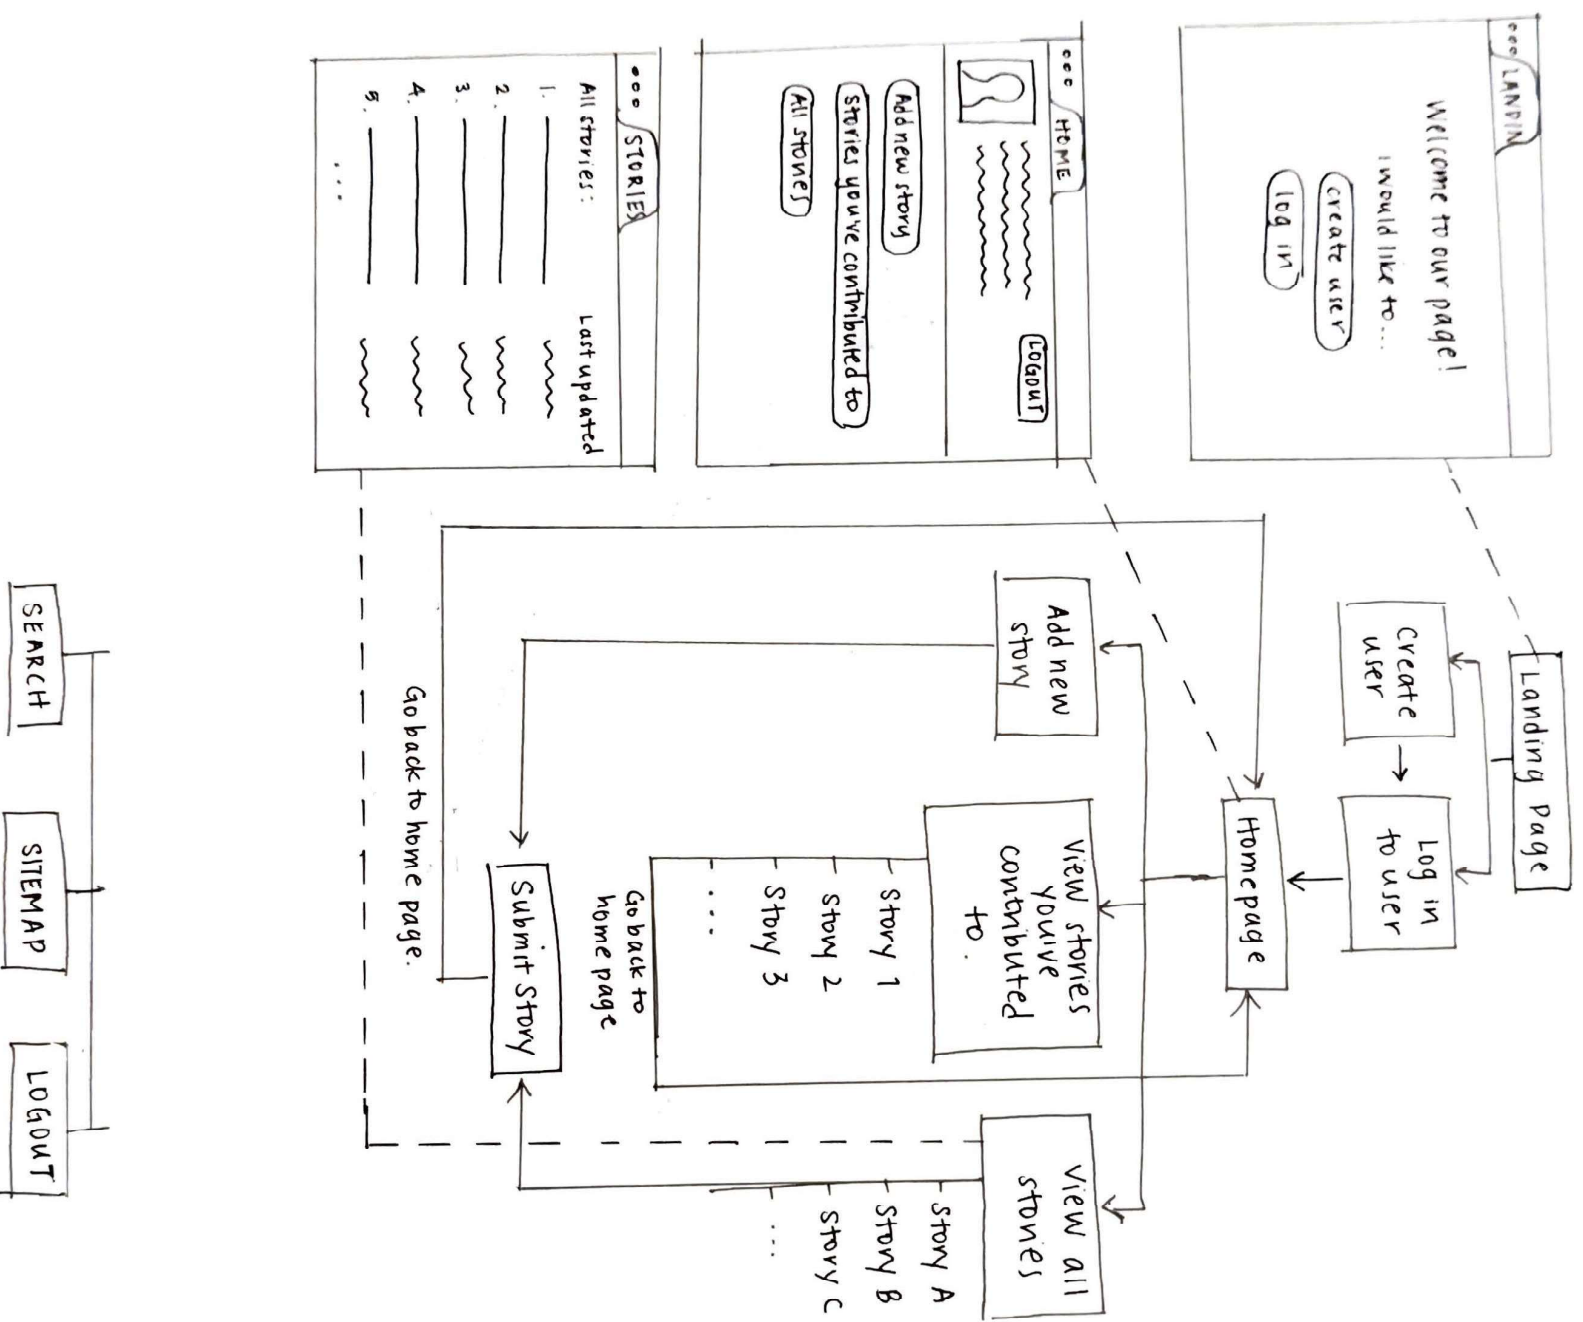 LANDIN
Welcome to our page!
I would like to...
create user
log in
HOME
LOGOUT
Add new story
Stories you've contributed to
All stories
STORIES
All stories:
Last updated
1.
2.
3.
4.
5.
...
Landing Page
Create
user
Log in
to user
Homepage
Add new
story
View stories
you've
contributed
to.
Story 1
Story 2
Story 3
...
Go back to
home page
View all
stories
Story A
Story B
Story C
...
Submit Story
Go back to home page.
SEARCH
SITEMAP
LOGOUT